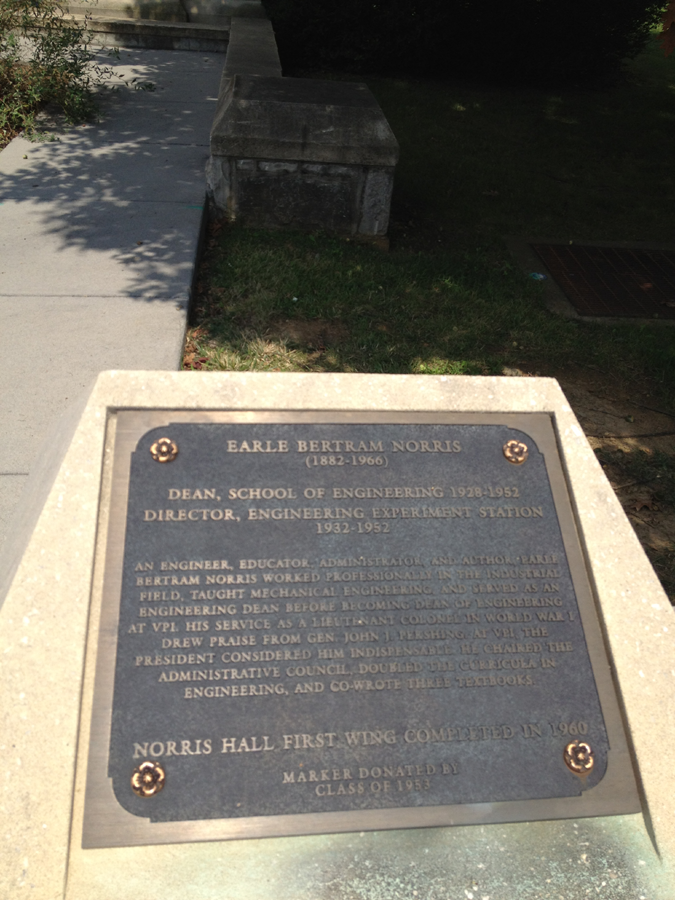 EARLE BERTRAM NORRIS
(1882-1966)
DEAN, SCHOOL OF ENGINEERING 1928-1952
DIRECTOR, ENGINEERING EXPERIMENT STATION
1932-1952
AN ENGINEER, EDUCATOR, ADMINISTRATOR, AND AUTHOR, EARLE
BERTRAM NORRIS WORKED PROFESSIONALLY IN THE INDUSTRIAL
FIELD, TAUGHT MECHANICAL ENGINEERING, AND SERVED AS AN
ENGINEERING DEAN BEFORE BECOMING DEAN OF ENGINEERING
AT VPI. HIS SERVICE AS A LIEUTENANT COLONEL IN WORLD WAR I
DREW PRAISE FROM GEN. JOHN J. PERSHING. AT VPI, THE
PRESIDENT CONSIDERED HIM INDISPENSABLE. HE CHAIRED THE
ADMINISTRATIVE COUNCIL, DOUBLED THE CURRICULA IN
ENGINEERING, AND CO-WROTE THREE TEXTBOOKS.
NORRIS HALL FIRST WING COMPLETED IN 1960
MARKER DONATED BY
CLASS OF 1953